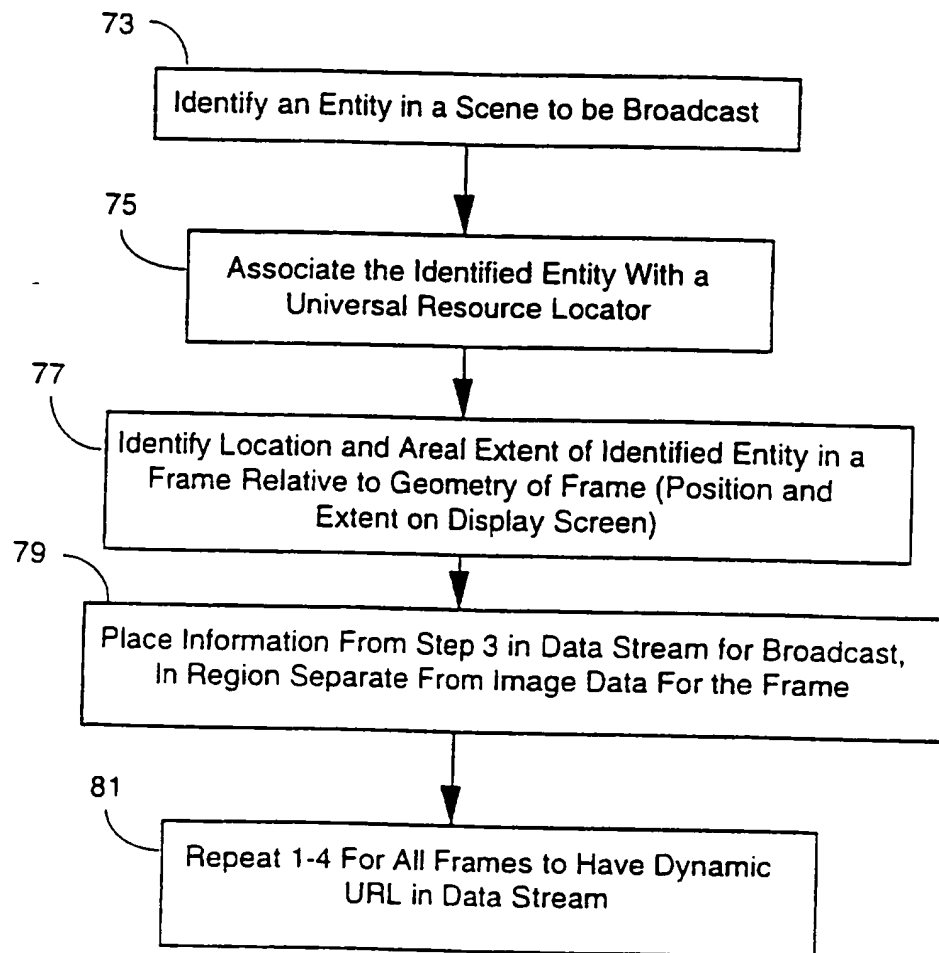 73
Identify an Entity in a Scene to be Broadcast
75
Associate the Identified Entity With a
Universal Resource Locator
77
Identify Location and Areal Extent of Identified Entity in a
Frame Relative to Geometry of Frame (Position and
Extent on Display Screen)
79
Place Information From Step 3 in Data Stream for Broadcast,
In Region Separate From Image Data For the Frame
81
Repeat 1-4 For All Frames to Have Dynamic
URL in Data Stream